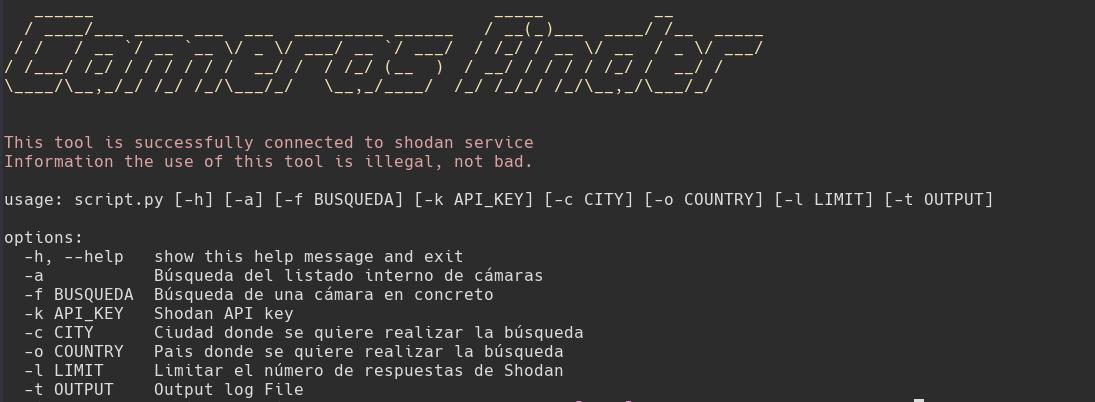 Cameras Finder
This tool is successfully connected to shodan service
Information the use of this tool is illegal, not bad.
usage: script.py [-h] [-a] [-f BUSQUEDA] [-k API_KEY] [-c CITY] [-o COUNTRY] [-l LIMIT] [-t OUTPUT]
options:
-h, --help show this help message and exit
-a Búsqueda del listado interno de cámaras
-f BUSQUEDA Búsqueda de una cámara en concreto
-k API_KEY Shodan API key
-c CITY Ciudad donde se quiere realizar la búsqueda
-o COUNTRY Pais donde se quiere realizar la búsqueda
-l LIMIT Limitar el número de respuestas de Shodan
-t OUTPUT Output log File